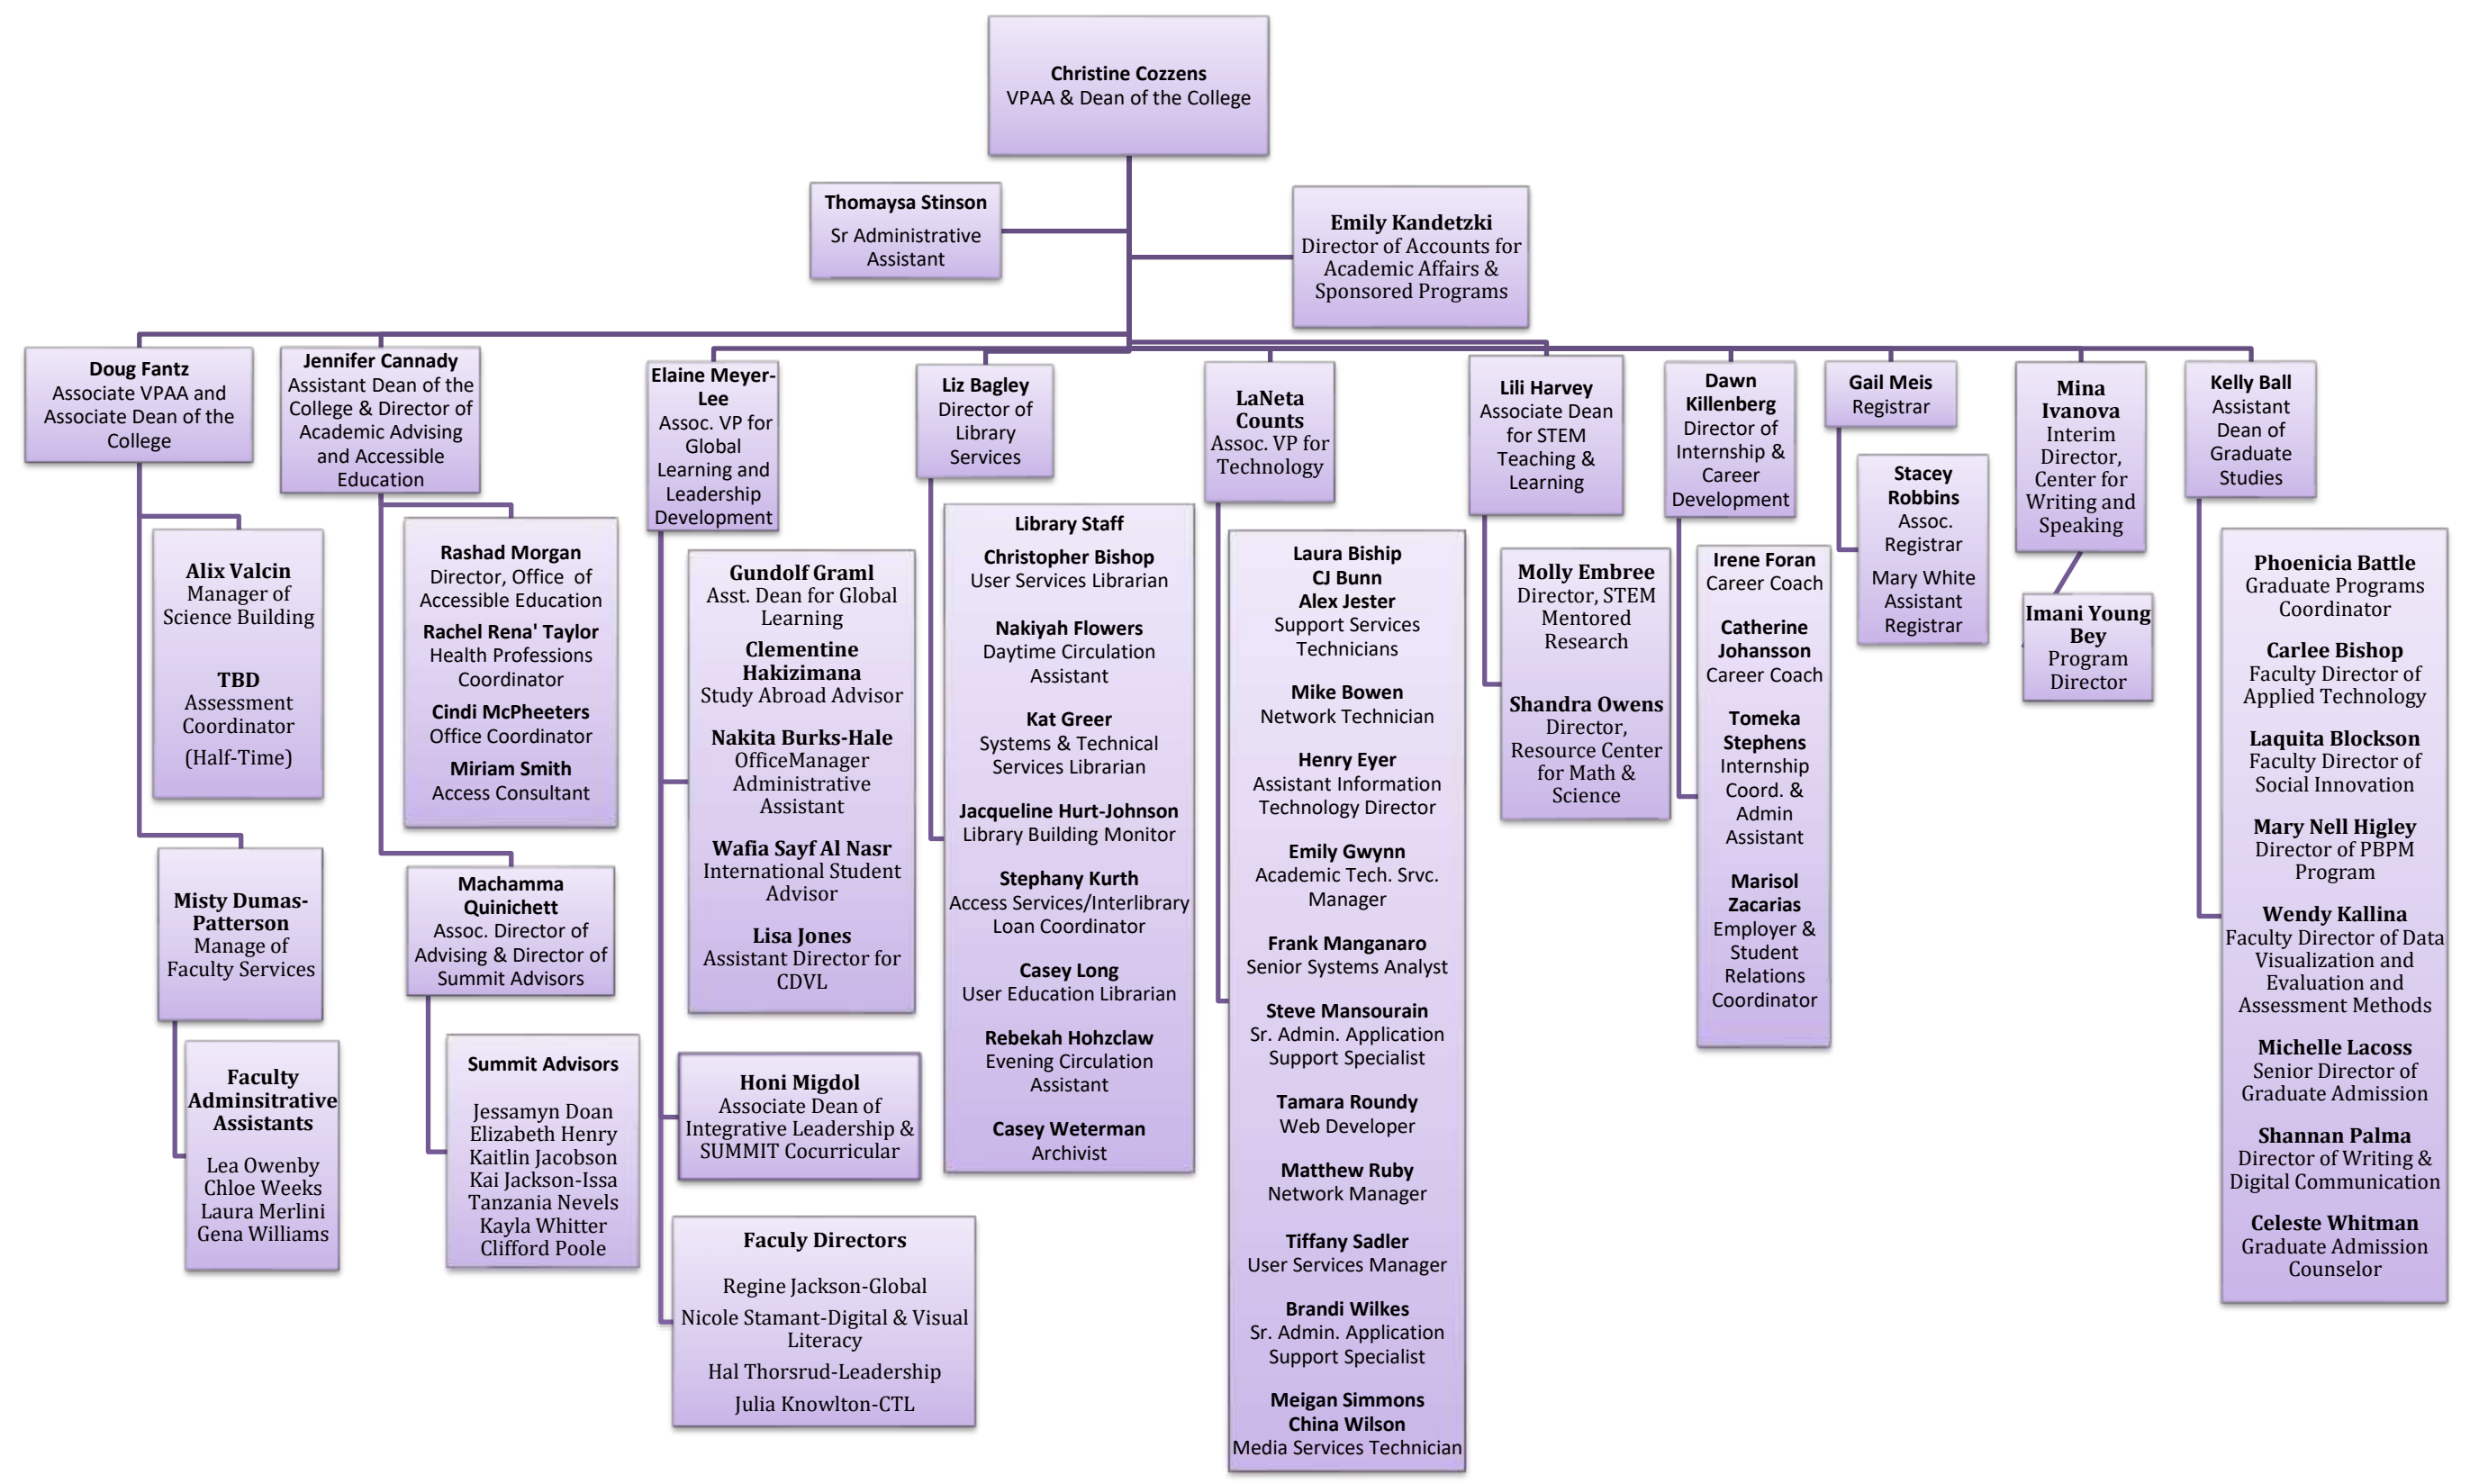 Christine Cozzens
VPAA & Dean of the College
Thomaysa Stinson
Sr Administrative
Assistant
Emily Kandetzki
Director of Accounts for
Academic Affairs &
Sponsored Programs
Doug Fantz
Associate VPAA and
Associate Dean of the
College
Alix Valcin
Manager of
Science Building
TBD
Assessment
Coordinator
(Half-Time)
Misty Dumas-
Patterson
Manage of
Faculty Services
Faculty
Adminsitrative
Assistants
Lea Owenby
Chloe Weeks
Laura Merlini
Gena Williams
Jennifer Cannady
Assistant Dean of the
College & Director of
Academic Advising
and Accessible
Education
Rashad Morgan
Director, Office of
Accessible Education
Rachel Rena' Taylor
Health Professions
Coordinator
Cindi McPheeters
Office Coordinator
Miriam Smith
Access Consultant
Machamma
Quinichett
Assoc. Director of
Advising & Director of
Summit Advisors
Summit Advisors
Jessamyn Doan
Elizabeth Henry
Kaitlin Jacobson
Kai Jackson-Issa
Tanzania Nevels
Kayla Whitter
Clifford Poole
Elaine Meyer-
Lee
Assoc. VP for
Global
Learning and
Leadership
Development
Gundolf Graml
Asst. Dean for Global
Learning
Clementine
Hakizimana
Study Abroad Advisor
Nakita Burks-Hale
OfficeManager
Administrative
Assistant
Wafia Sayf Al Nasr
International Student
Advisor
Lisa Jones
Assistant Director for
CDVL
Honi Migdol
Associate Dean of
Integrative Leadership &
SUMMIT Cocurricular
Faculy Directors
Regine Jackson-Global
Nicole Stamant-Digital & Visual
Literacy
Hal Thorsrud-Leadership
Julia Knowlton-CTL
Liz Bagley
Director of
Library
Services
Library Staff
Christopher Bishop
User Services Librarian
Nakiyah Flowers
Daytime Circulation
Assistant
Kat Greer
Systems & Technical
Services Librarian
Jacqueline Hurt-Johnson
Library Building Monitor
Stephany Kurth
Access Services/Interlibrary
Loan Coordinator
Casey Long
User Education Librarian
Rebekah Hohzclaw
Evening Circulation
Assistant
Casey Weterman
Archivist
LaNeta
Counts
Assoc. VP for
Technology
Laura Biship
CJ Bunn
Alex Jester
Support Services
Technicians
Mike Bowen
Network Technician
Henry Eyer
Assistant Information
Technology Director
Emily Gwynn
Academic Tech. Srvc.
Manager
Frank Manganaro
Senior Systems Analyst
Steve Mansourain
Sr. Admin. Application
Support Specialist
Tamara Roundy
Web Developer
Matthew Ruby
Network Manager
Tiffany Sadler
User Services Manager
Brandi Wilkes
Sr. Admin. Application
Support Specialist
Meigan Simmons
China Wilson
Media Services Technician
Lili Harvey
Associate Dean
for STEM
Teaching &
Learning
Molly Embree
Director, STEM
Mentored
Research
Shandra Owens
Director,
Resource Center
for Math &
Science
Dawn
Killenberg
Director of
Internship &
Career
Development
Irene Foran
Career Coach
Catherine
Johansson
Career Coach
Tomeka
Stephens
Internship
Coord. &
Admin
Assistant
Marisol
Zacarias
Employer &
Student
Relations
Coordinator
Gail Meis
Registrar
Stacey
Robbins
Assoc.
Registrar
Mary White
Assistant
Registrar
Mina
Ivanova
Interim
Director,
Center for
Writing and
Speaking
Imani Young
Bey
Program
Director
Kelly Ball
Assistant
Dean of
Graduate
Studies
Phoenicia Battle
Graduate Programs
Coordinator
Carlee Bishop
Faculty Director of
Applied Technology
Laquita Blockson
Faculty Director of
Social Innovation
Mary Nell Higley
Director of PBPM
Program
Wendy Kallina
Faculty Director of Data
Visualization and
Evaluation and
Assessment Methods
Michelle Lacoss
Senior Director of
Graduate Admission
Shannan Palma
Director of Writing &
Digital Communication
Celeste Whitman
Graduate Admission
Counselor